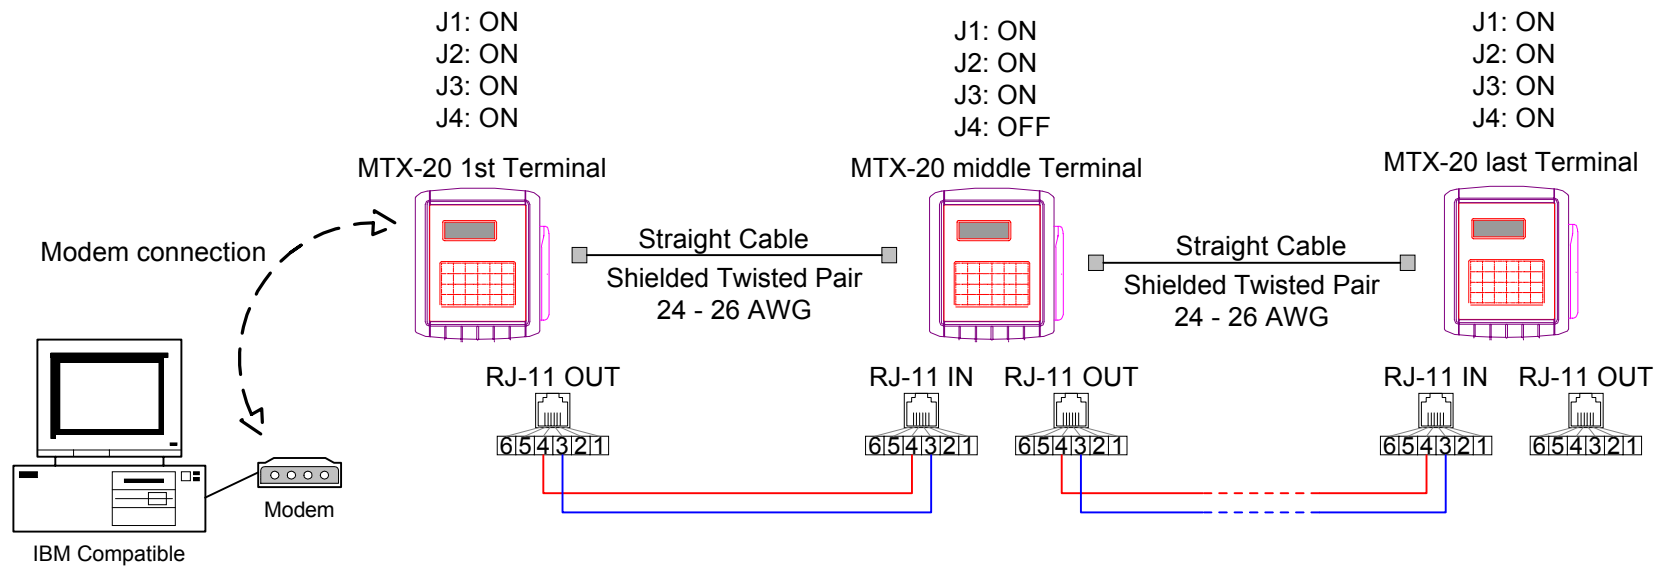 J1: ON
J2: ON
J3: ON
J4: ON
MTX-20 1st Terminal
J1: ON
J2: ON
J3: ON
J4: OFF
MTX-20 middle Terminal
J1: ON
J2: ON
J3: ON
J4: ON
MTX-20 last Terminal
Modem connection
Straight Cable
Shielded Twisted Pair
24 - 26 AWG
Straight Cable
Shielded Twisted Pair
24 - 26 AWG
RJ-11 OUT
654321
RJ-11 IN
654321
RJ-11 OUT
654321
RJ-11 IN
654321
RJ-11 OUT
654321
Modem
IBM Compatible